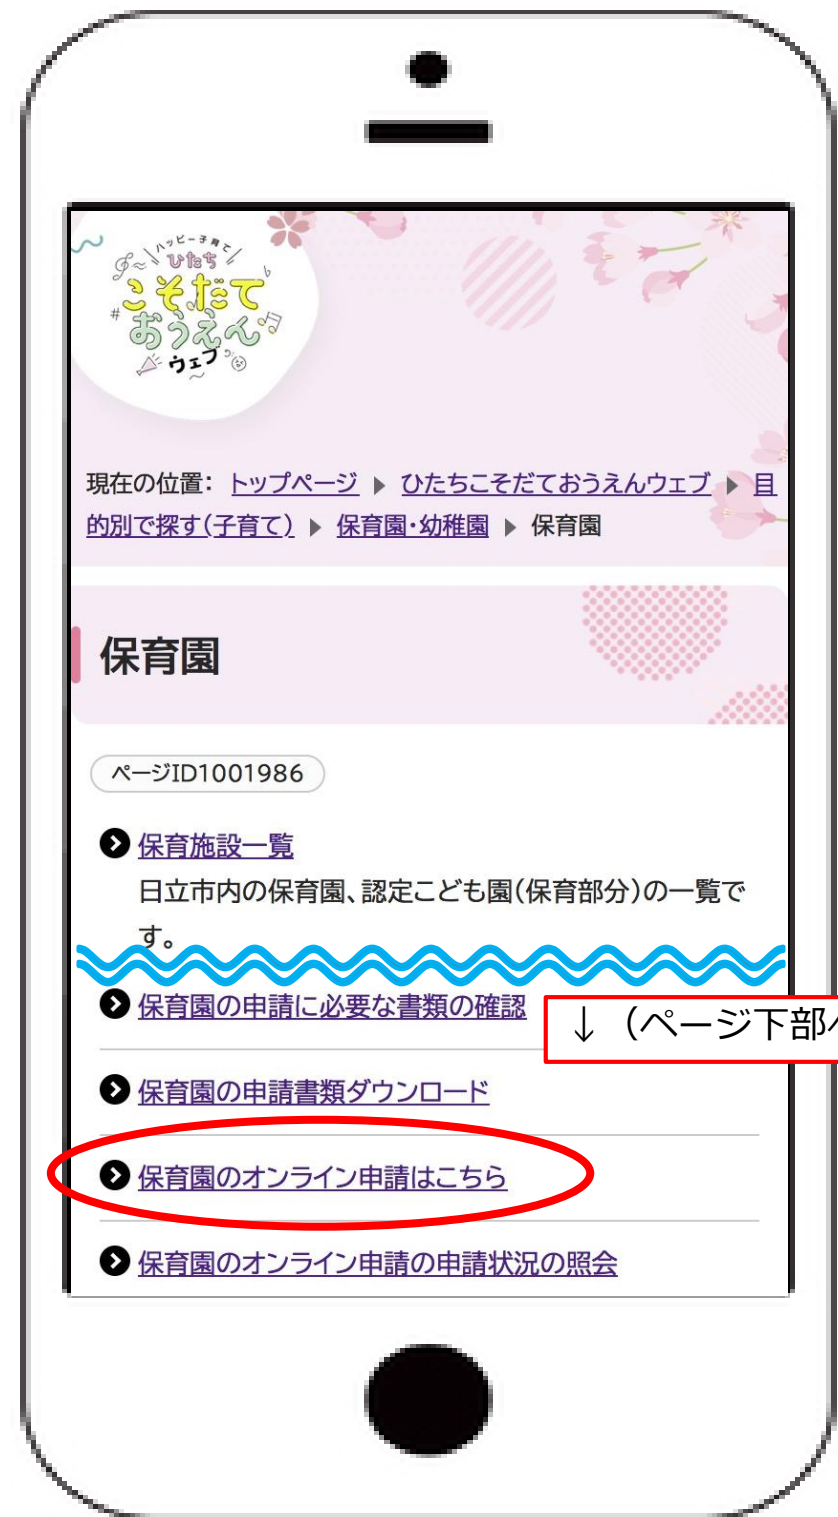 ハッピー子育て
ひたち
こそだて
おうえん
ウェブ
現在の位置: トップページ ▶ ひたちこそだておうえんウェブ ▶ 目
的別で探す(子育て) ▶ 保育園・幼稚園 ▶ 保育園
保育園
ページID1001986
保育施設一覧
日立市内の保育園、認定こども園(保育部分)の一覧で
す。
保育園の申請に必要な書類の確認
↓（ページ下部へ
保育園の申請書類ダウンロード
保育園のオンライン申請はこちら
保育園のオンライン申請の申請状況の照会